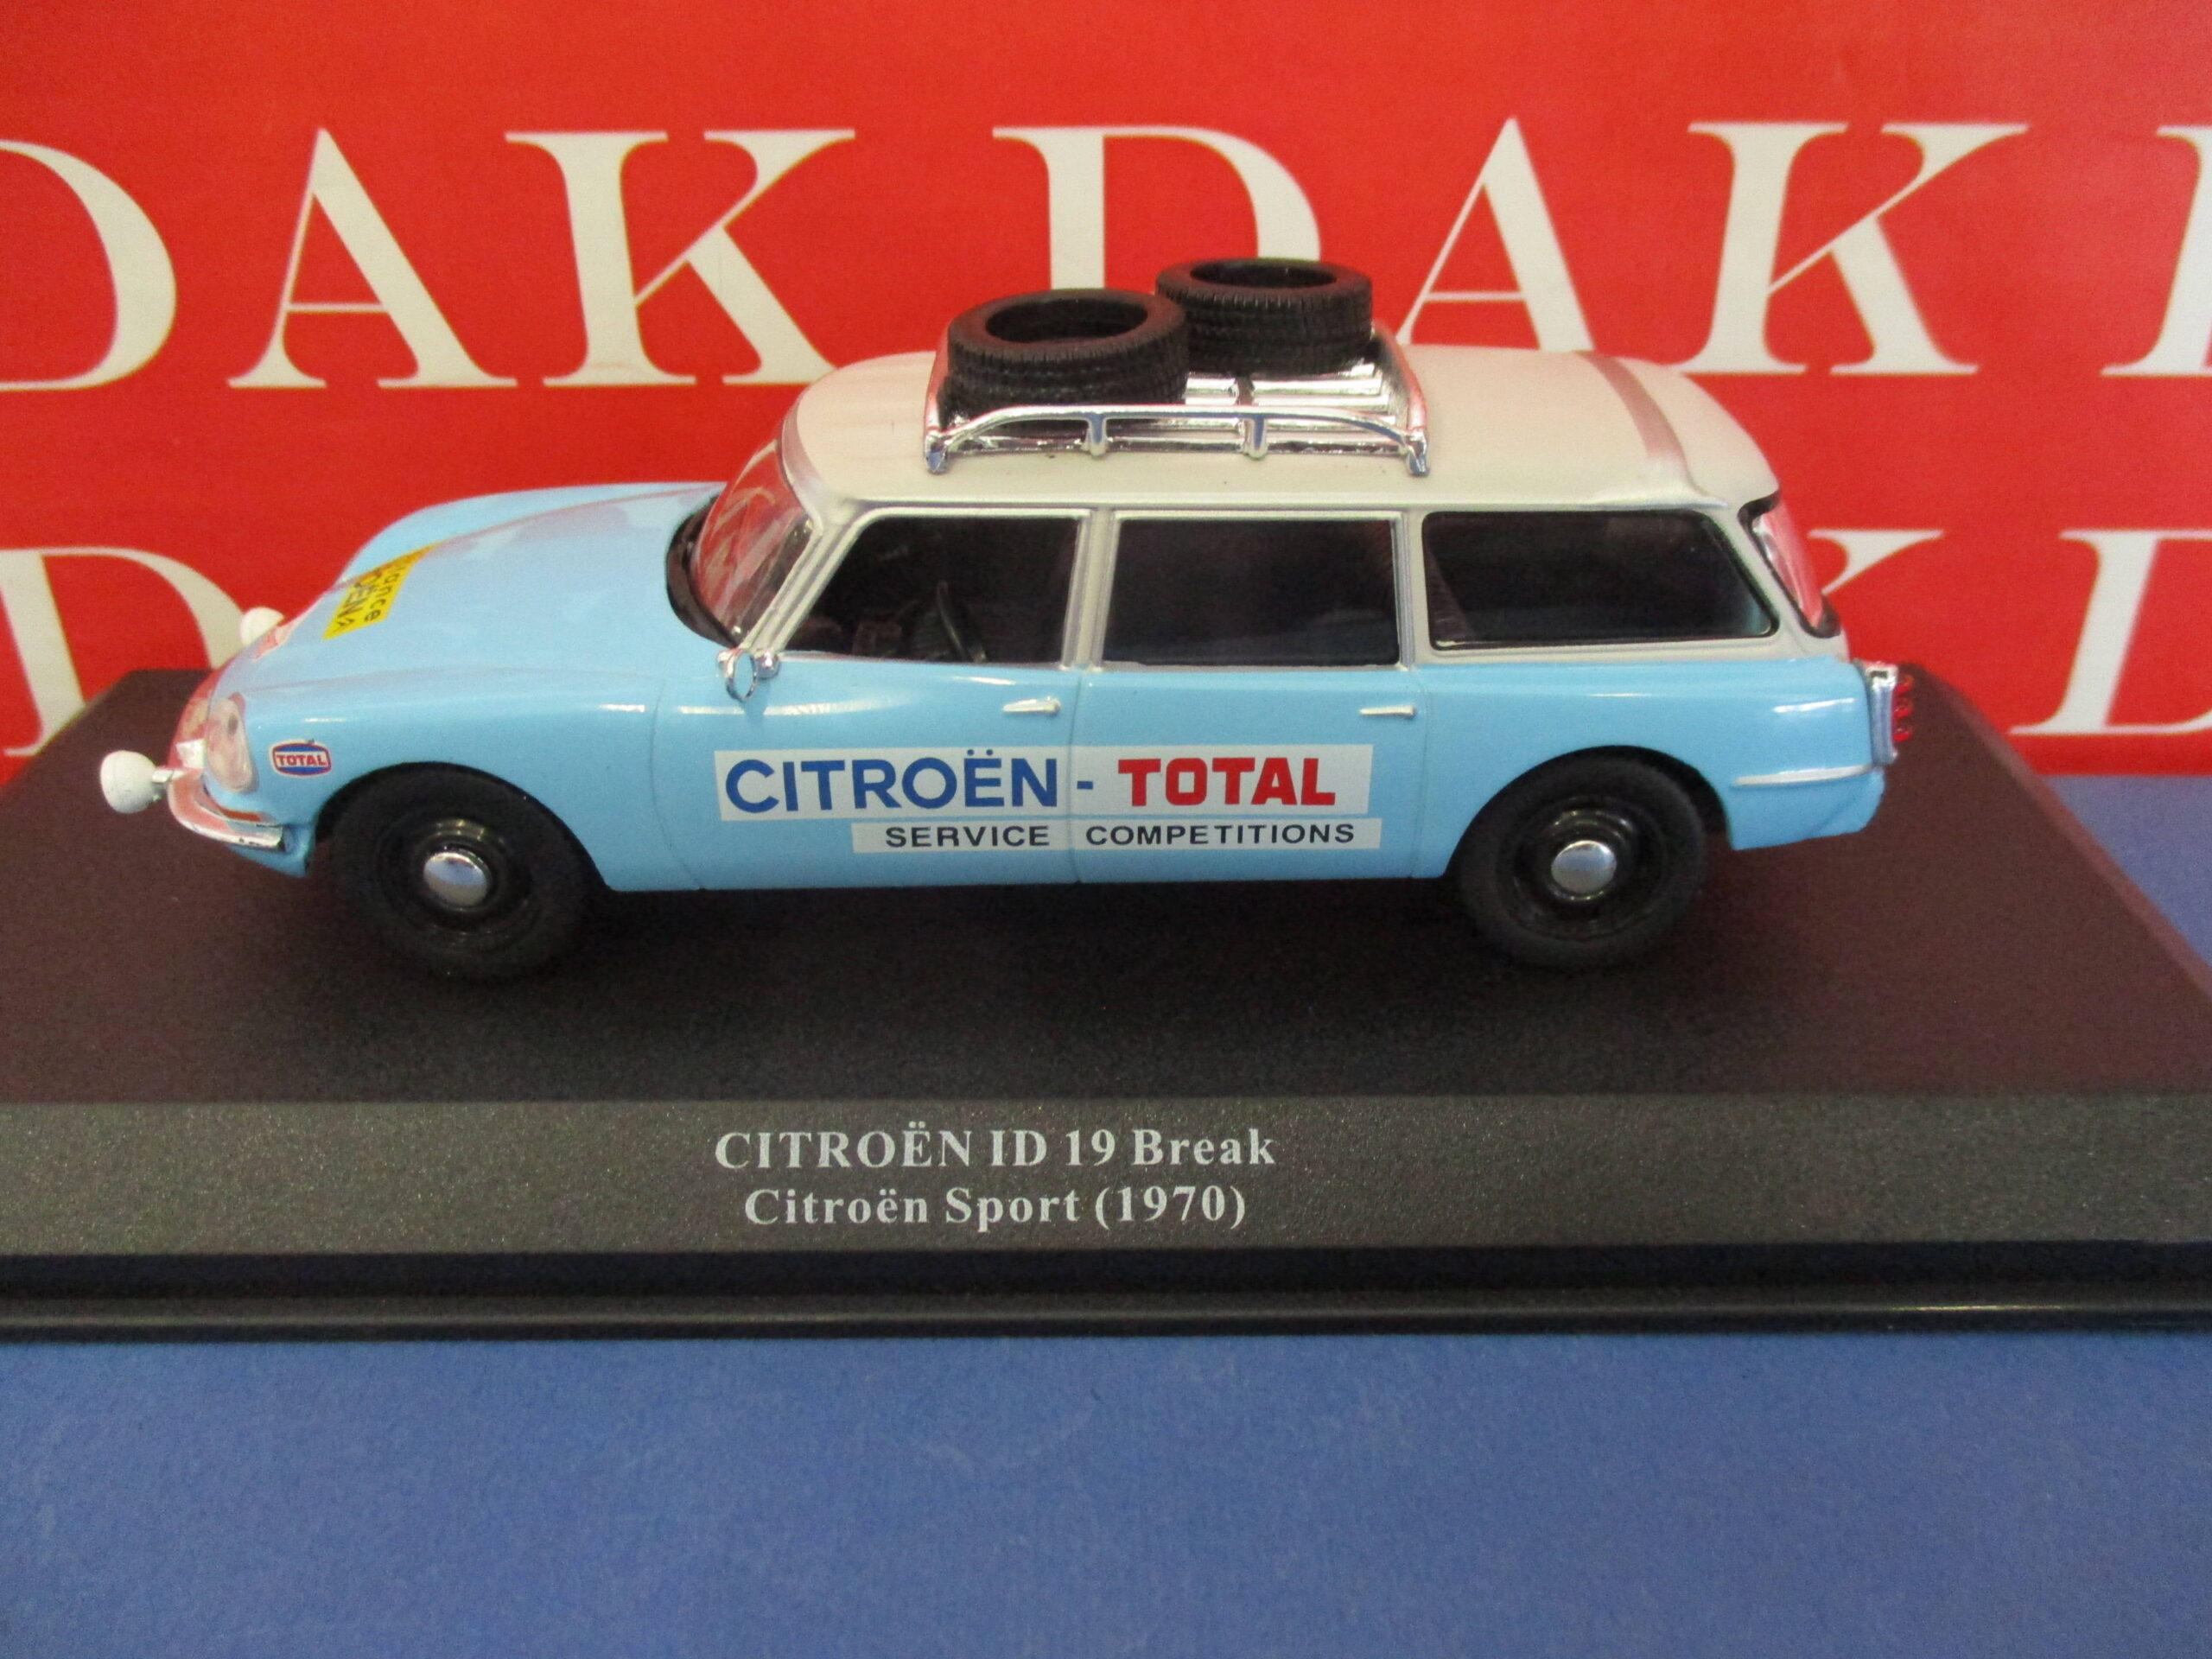 DAK DAK
CITROËN - TOTAL
SERVICE COMPETITIONS
TOTAL
CITROËN ID 19 Break
Citroën Sport (1970)